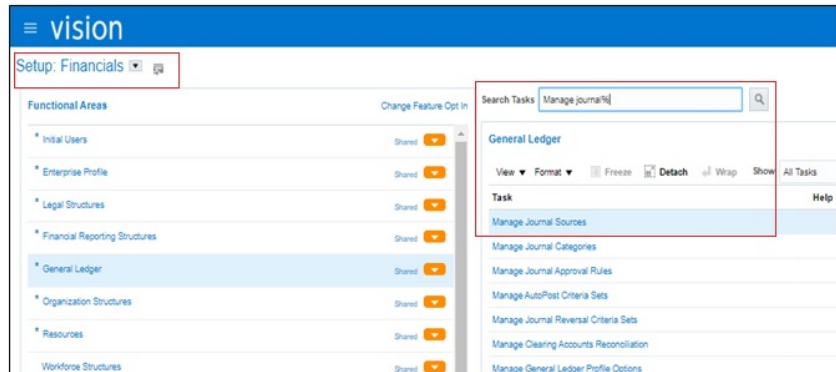 ≡ vision
Setup: Financials
Functional Areas
Change Feature Opt In
* Initial Users
Shared
* Enterprise Profile
Shared
* Legal Structures
Shared
* Financial Reporting Structures
Shared
* General Ledger
Shared
* Organization Structures
Shared
* Resources
Shared
Workforce Structures
Shared
Search Tasks Manage journal%
General Ledger
View Format Freeze Detach Wrap Show All Tasks
Task Help
Manage Journal Sources
Manage Journal Categories
Manage Journal Approval Rules
Manage AutoPost Criteria Sets
Manage Journal Reversal Criteria Sets
Manage Clearing Accounts Reconciliation
Manage General Ledger Profile Options